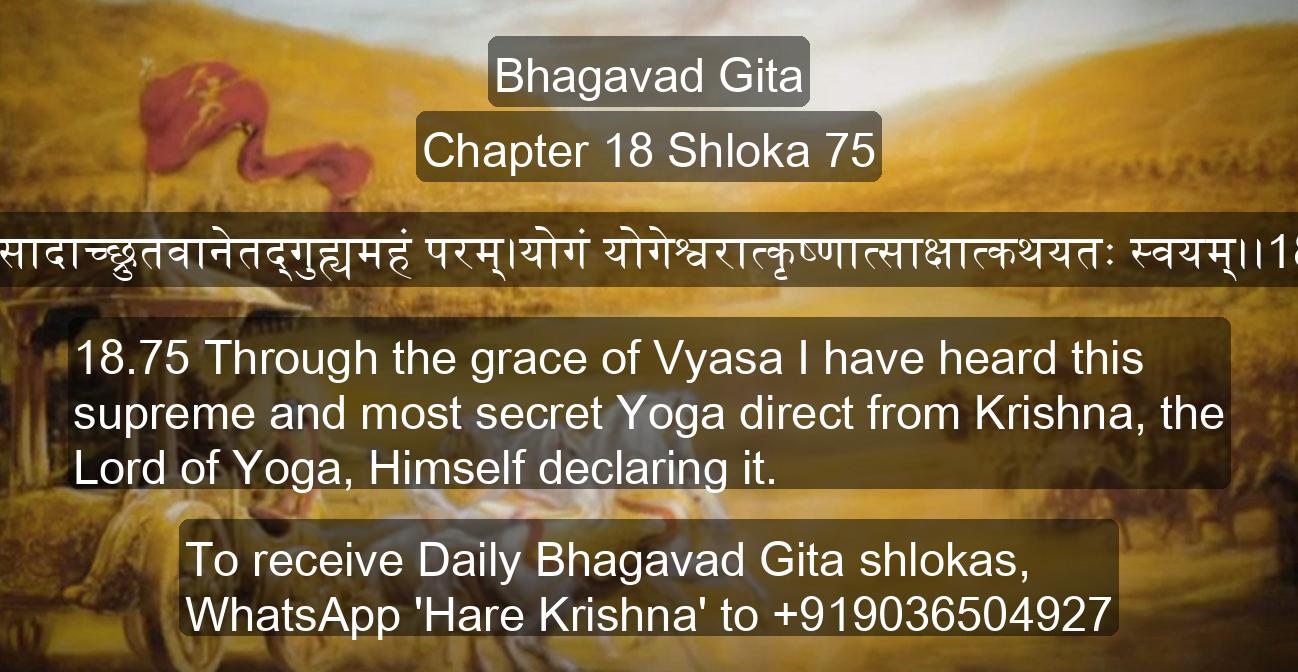 Bhagavad Gita
Chapter 18 Shloka 75
सादाच्छ्रुतवानेतद्गुह्यमहं परम्।योगं योगेश्वरात्कृष्णात्साक्षात्कथयतः स्वयम्।।18
18.75 Through the grace of Vyasa I have heard this
supreme and most secret Yoga direct from Krishna, the
Lord of Yoga, Himself declaring it.
To receive Daily Bhagavad Gita shlokas,
WhatsApp 'Hare Krishna' to +919036504927